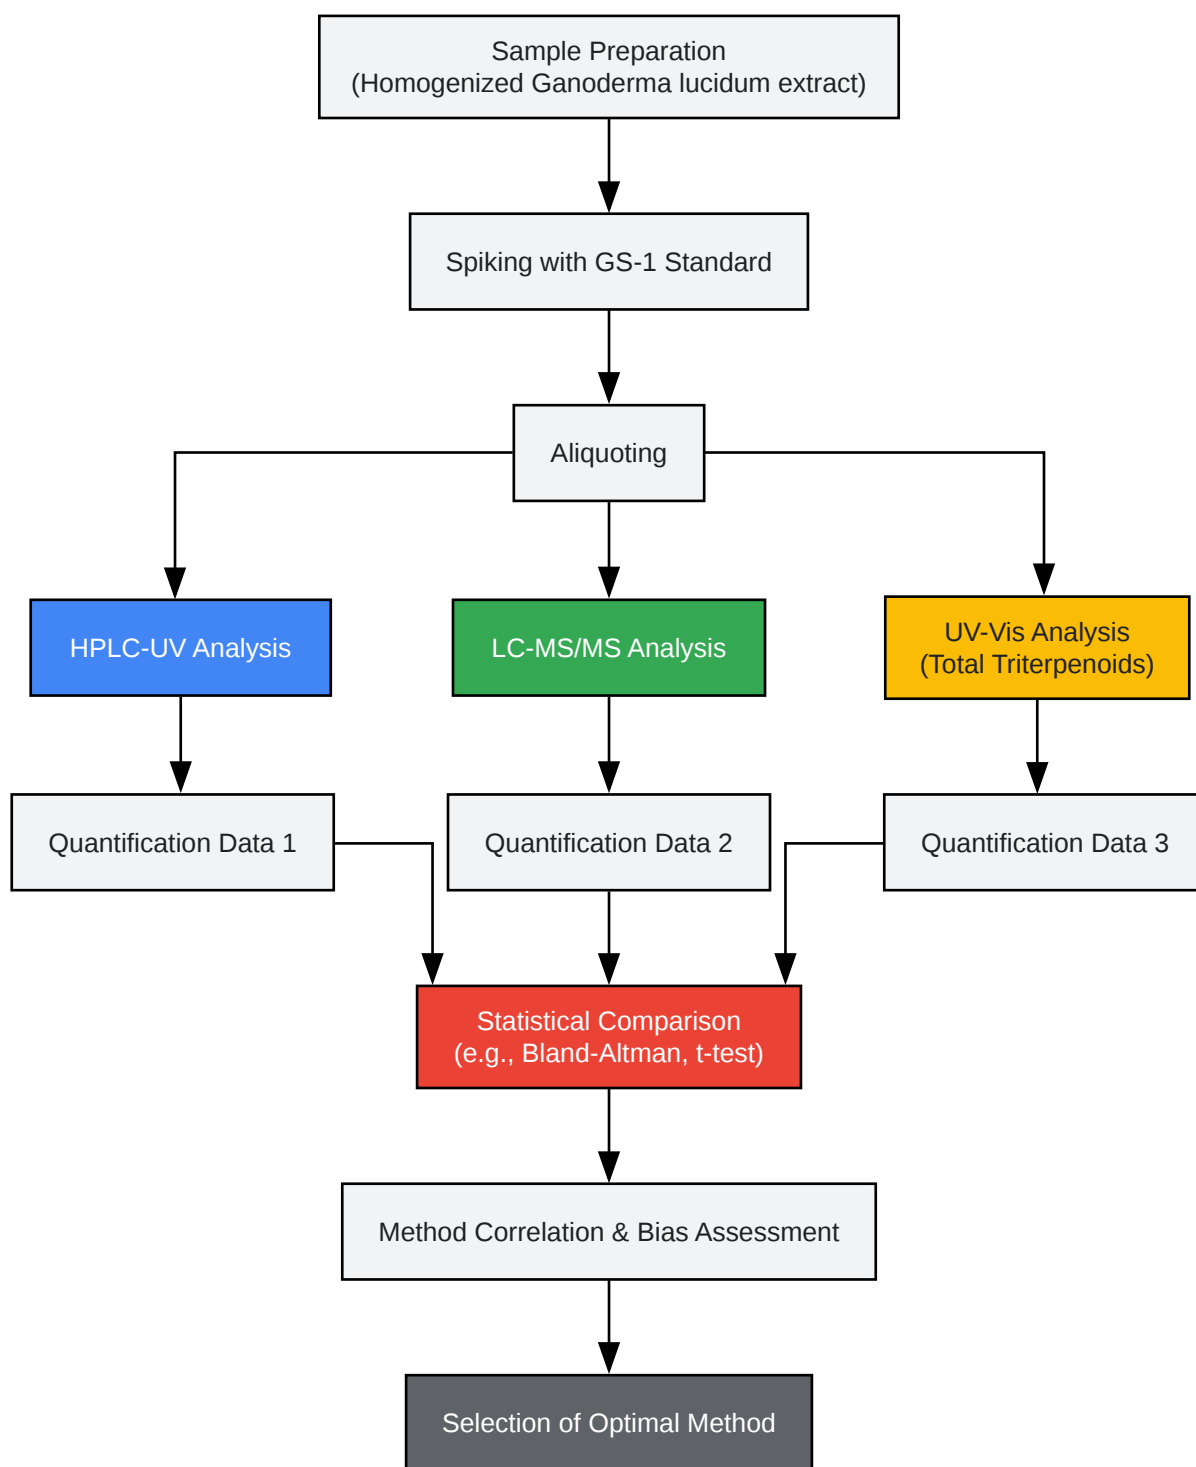 Sample Preparation
(Homogenized Ganoderma lucidum extract)
Spiking with GS-1 Standard
Aliquoting
HPLC-UV Analysis
LC-MS/MS Analysis
UV-Vis Analysis
(Total Triterpenoids)
Quantification Data 1
Quantification Data 2
Quantification Data 3
Statistical Comparison
(e.g., Bland-Altman, t-test)
Method Correlation & Bias Assessment
Selection of Optimal Method